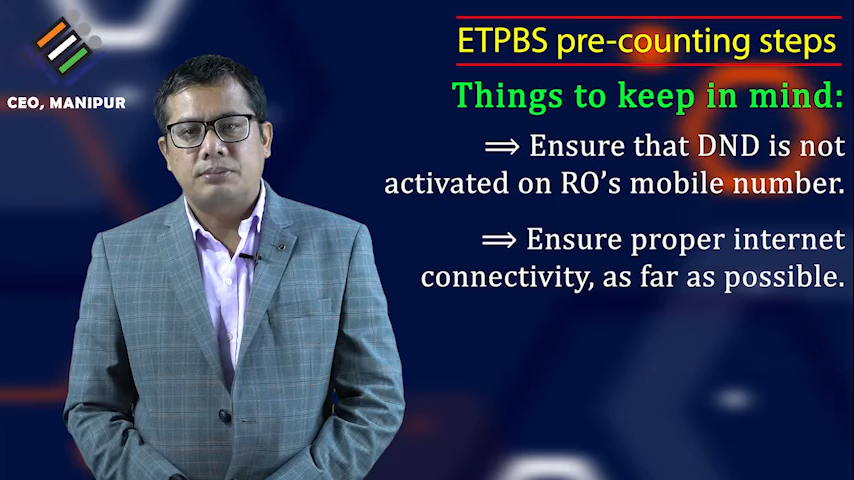 CEO, MANIPUR
ETPBS pre-counting steps
Things to keep in mind:
⟹ Ensure that DND is not
activated on RO’s mobile number.
⟹ Ensure proper internet
connectivity, as far as possible.